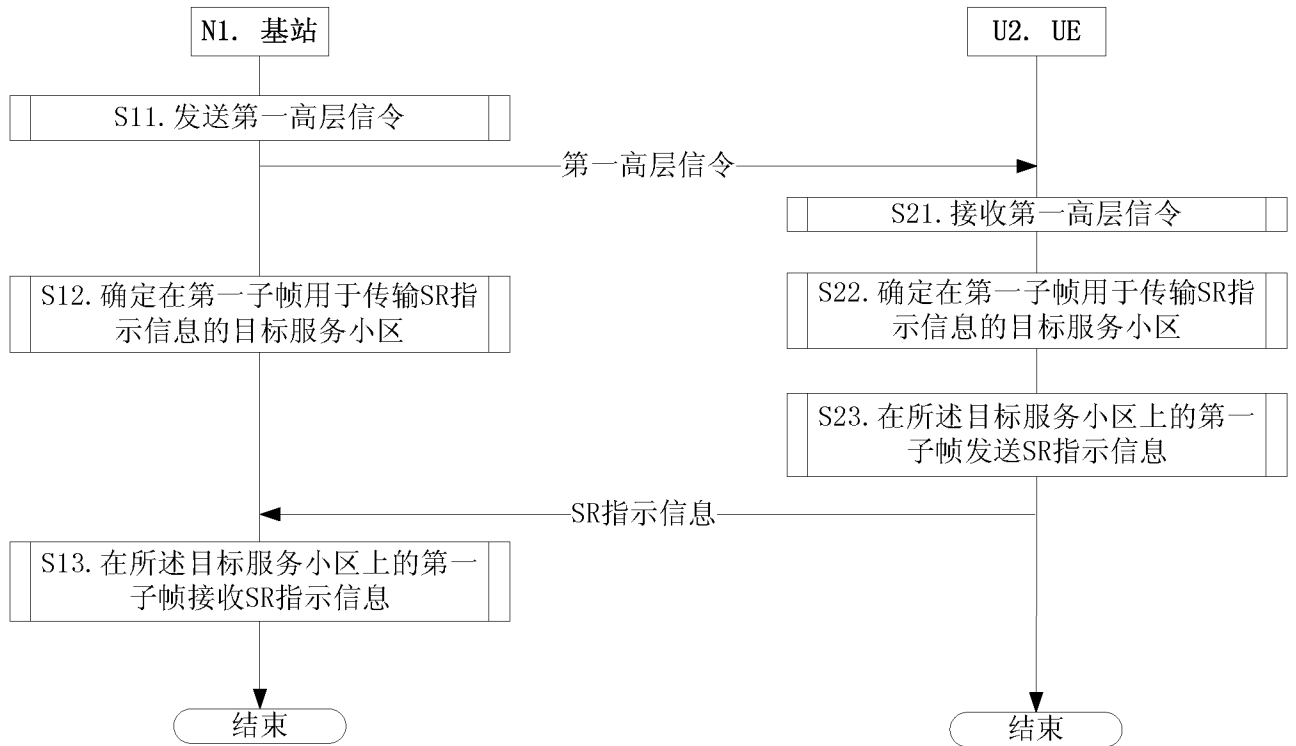 N1. 基站
U2. UE
S11.发送第一高层信令
第一高层信令
S21.接收第一高层信令
S12.确定在第一子帧用于传输SR指
示信息的目标服务小区
S22.确定在第一子帧用于传输SR指
示信息的目标服务小区
S23.在所述目标服务小区上的第一
子帧发送SR指示信息
SR指示信息
S13.在所述目标服务小区上的第一
子帧接收SR指示信息
结束
结束